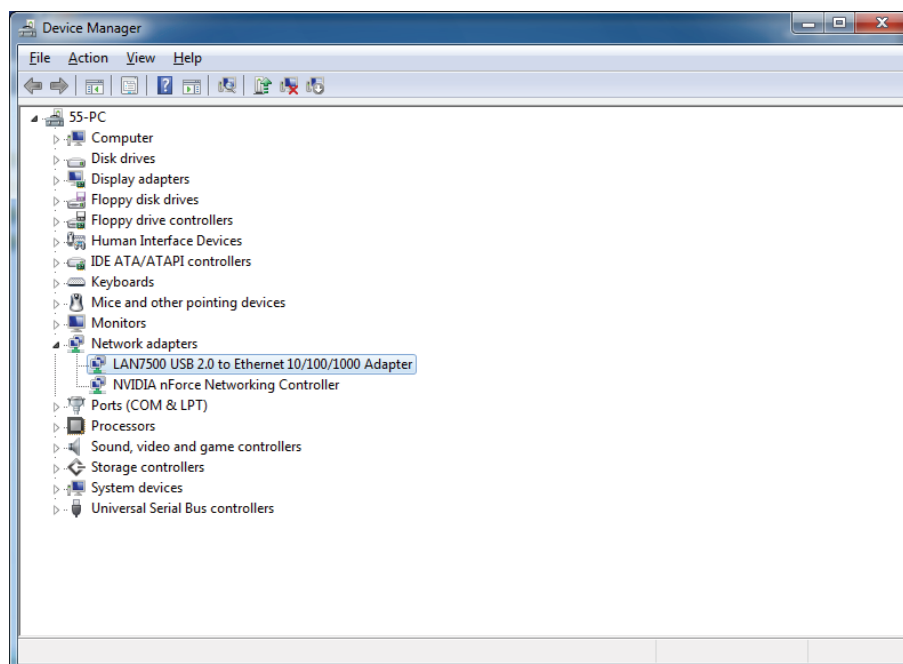 Device Manager
File Action View Help
55-PC
Computer
Disk drives
Display adapters
Floppy disk drives
Floppy drive controllers
Human Interface Devices
IDE ATA/ATAPI controllers
Keyboards
Mice and other pointing devices
Monitors
Network adapters
LAN7500 USB 2.0 to Ethernet 10/100/1000 Adapter
NVIDIA nForce Networking Controller
Ports (COM & LPT)
Processors
Sound, video and game controllers
Storage controllers
System devices
Universal Serial Bus controllers